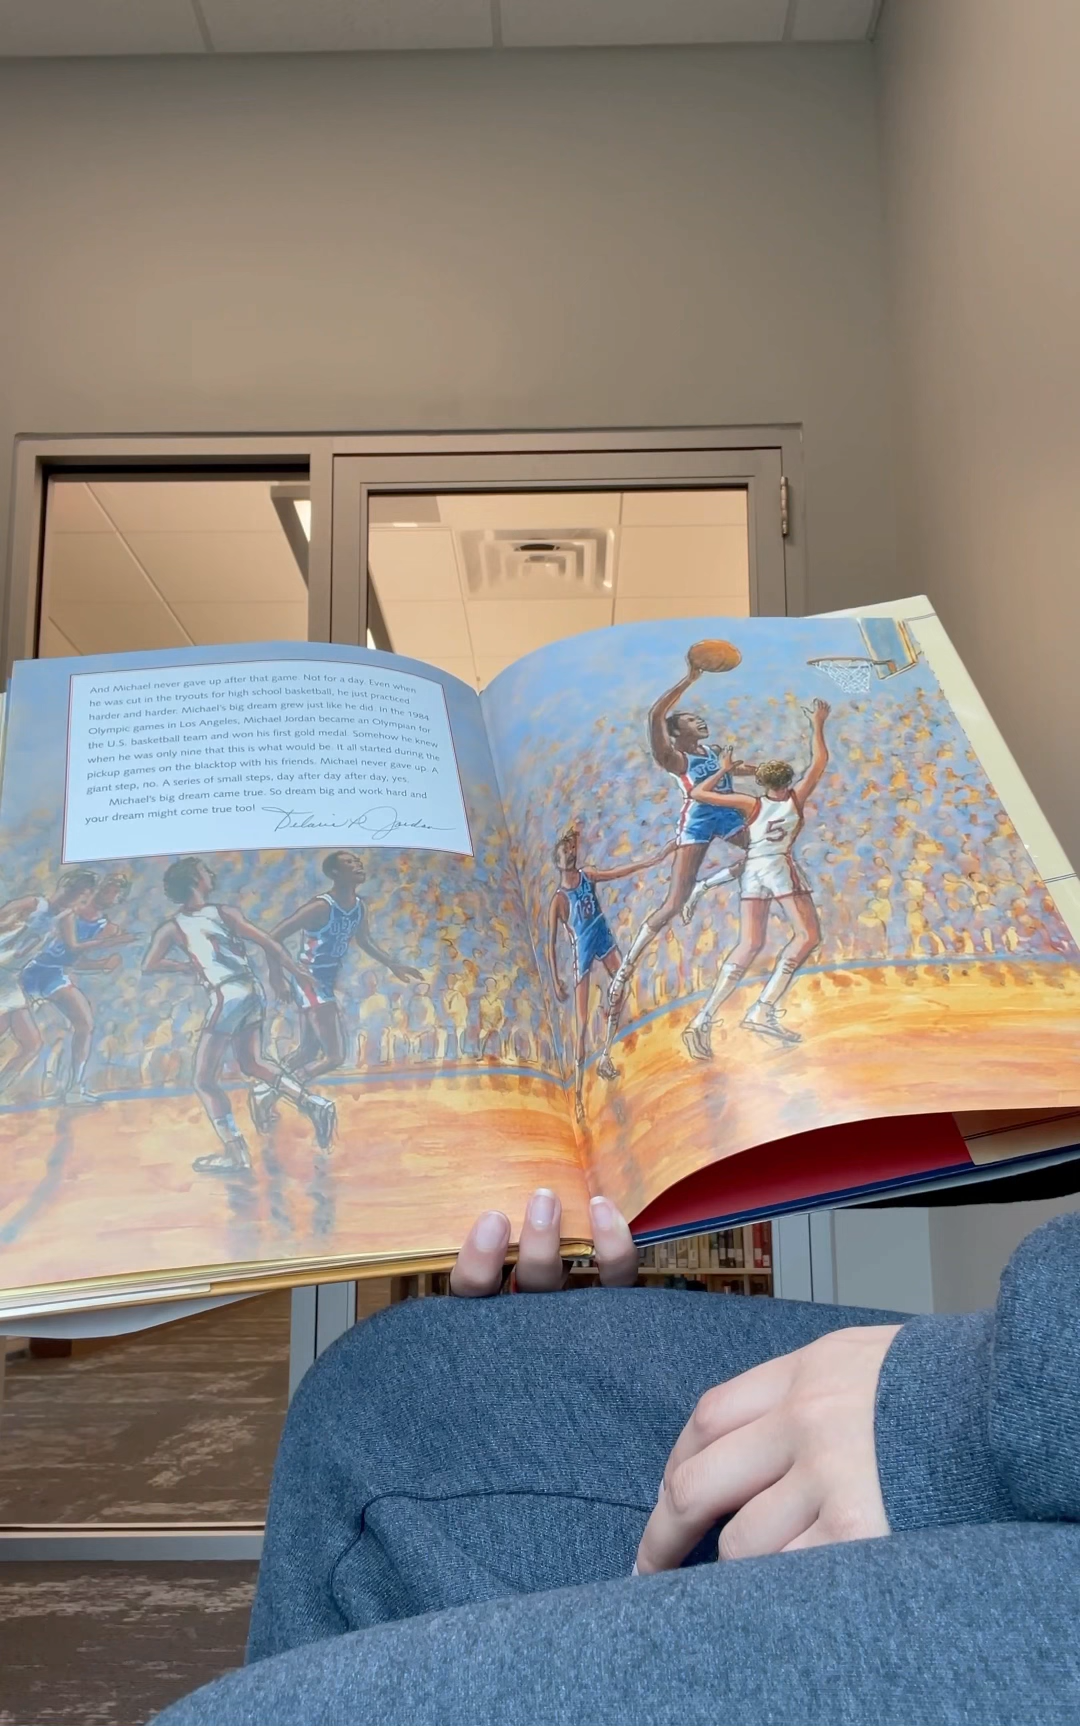 And Michael never gave up after that game. Not for a day. Even when
he was cut in the tryouts for high school basketball, he just practiced
harder and harder. Michael's big dream grew just like he did. In the 1984
Olympic games in Los Angeles, Michael Jordan became an Olympian for
the U.S. basketball team and won his first gold medal. Somehow he knew
when he was only nine that this is what would be. It all started during the
pickup games on the blacktop with his friends. Michael never gave up. A
giant step, no. A series of small steps, day after day after day, yes.
Michael's big dream came true. So dream big and work hard and
your dream might come true too! Deloris P. Jordan
5